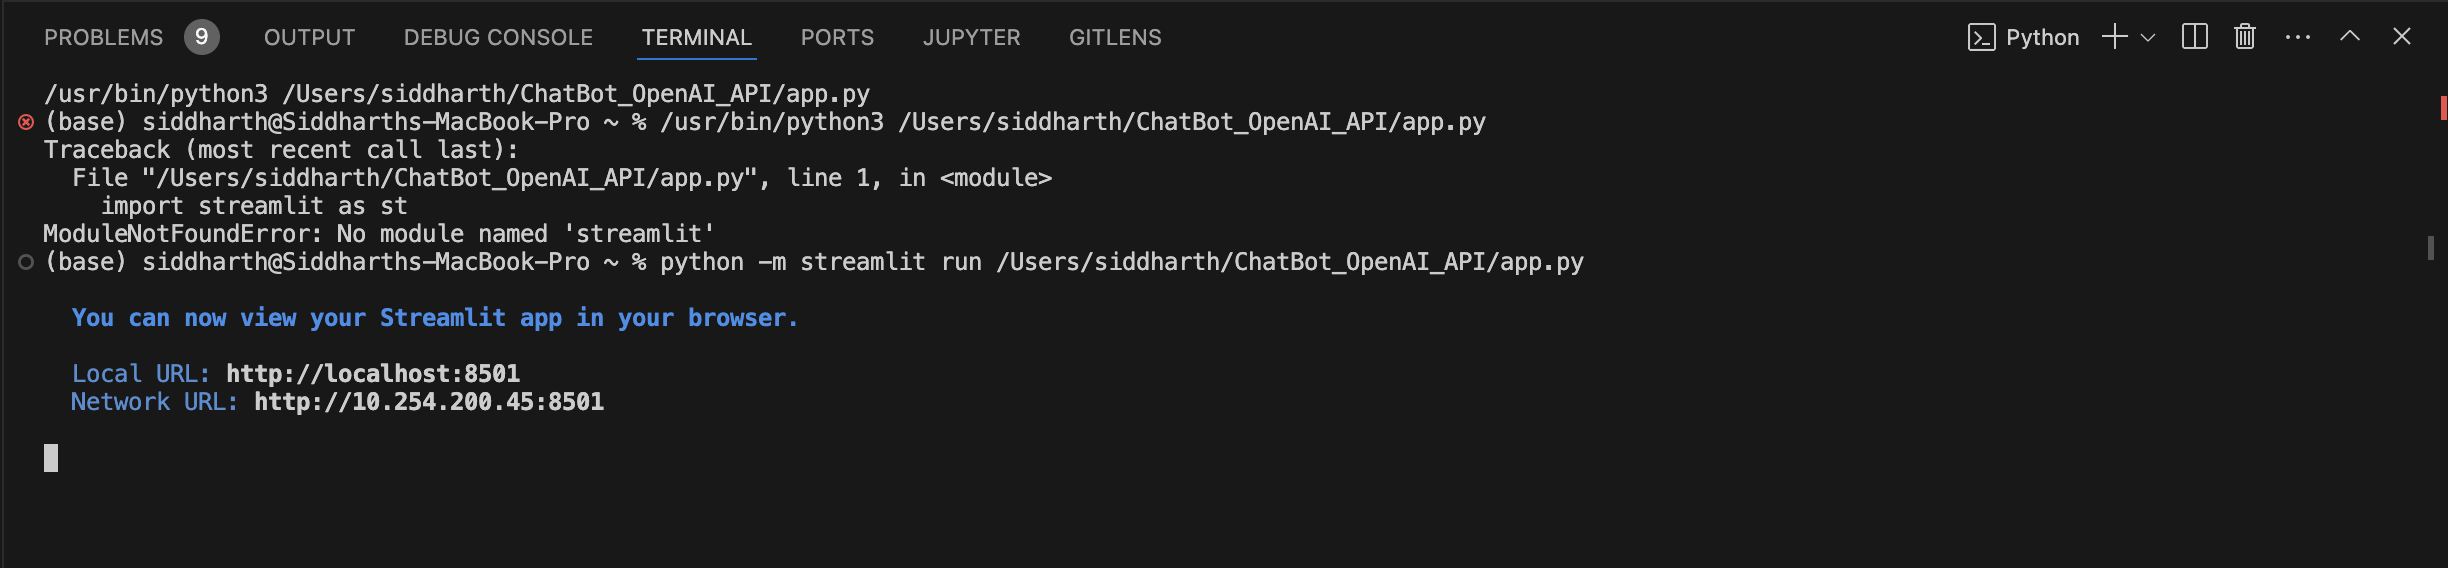 PROBLEMS 9 OUTPUT DEBUG CONSOLE TERMINAL PORTS JUPYTER GITLENS Python
/usr/bin/python3 /Users/siddharth/ChatBot_OpenAI_API/app.py
(base) siddharth@Siddharths-MacBook-Pro ~ % /usr/bin/python3 /Users/siddharth/ChatBot_OpenAI_API/app.py
Traceback (most recent call last):
  File "/Users/siddharth/ChatBot_OpenAI_API/app.py", line 1, in <module>
    import streamlit as st
ModuleNotFoundError: No module named 'streamlit'
(base) siddharth@Siddharths-MacBook-Pro ~ % python -m streamlit run /Users/siddharth/ChatBot_OpenAI_API/app.py
  You can now view your Streamlit app in your browser.
  Local URL: http://localhost:8501
  Network URL: http://10.254.200.45:8501